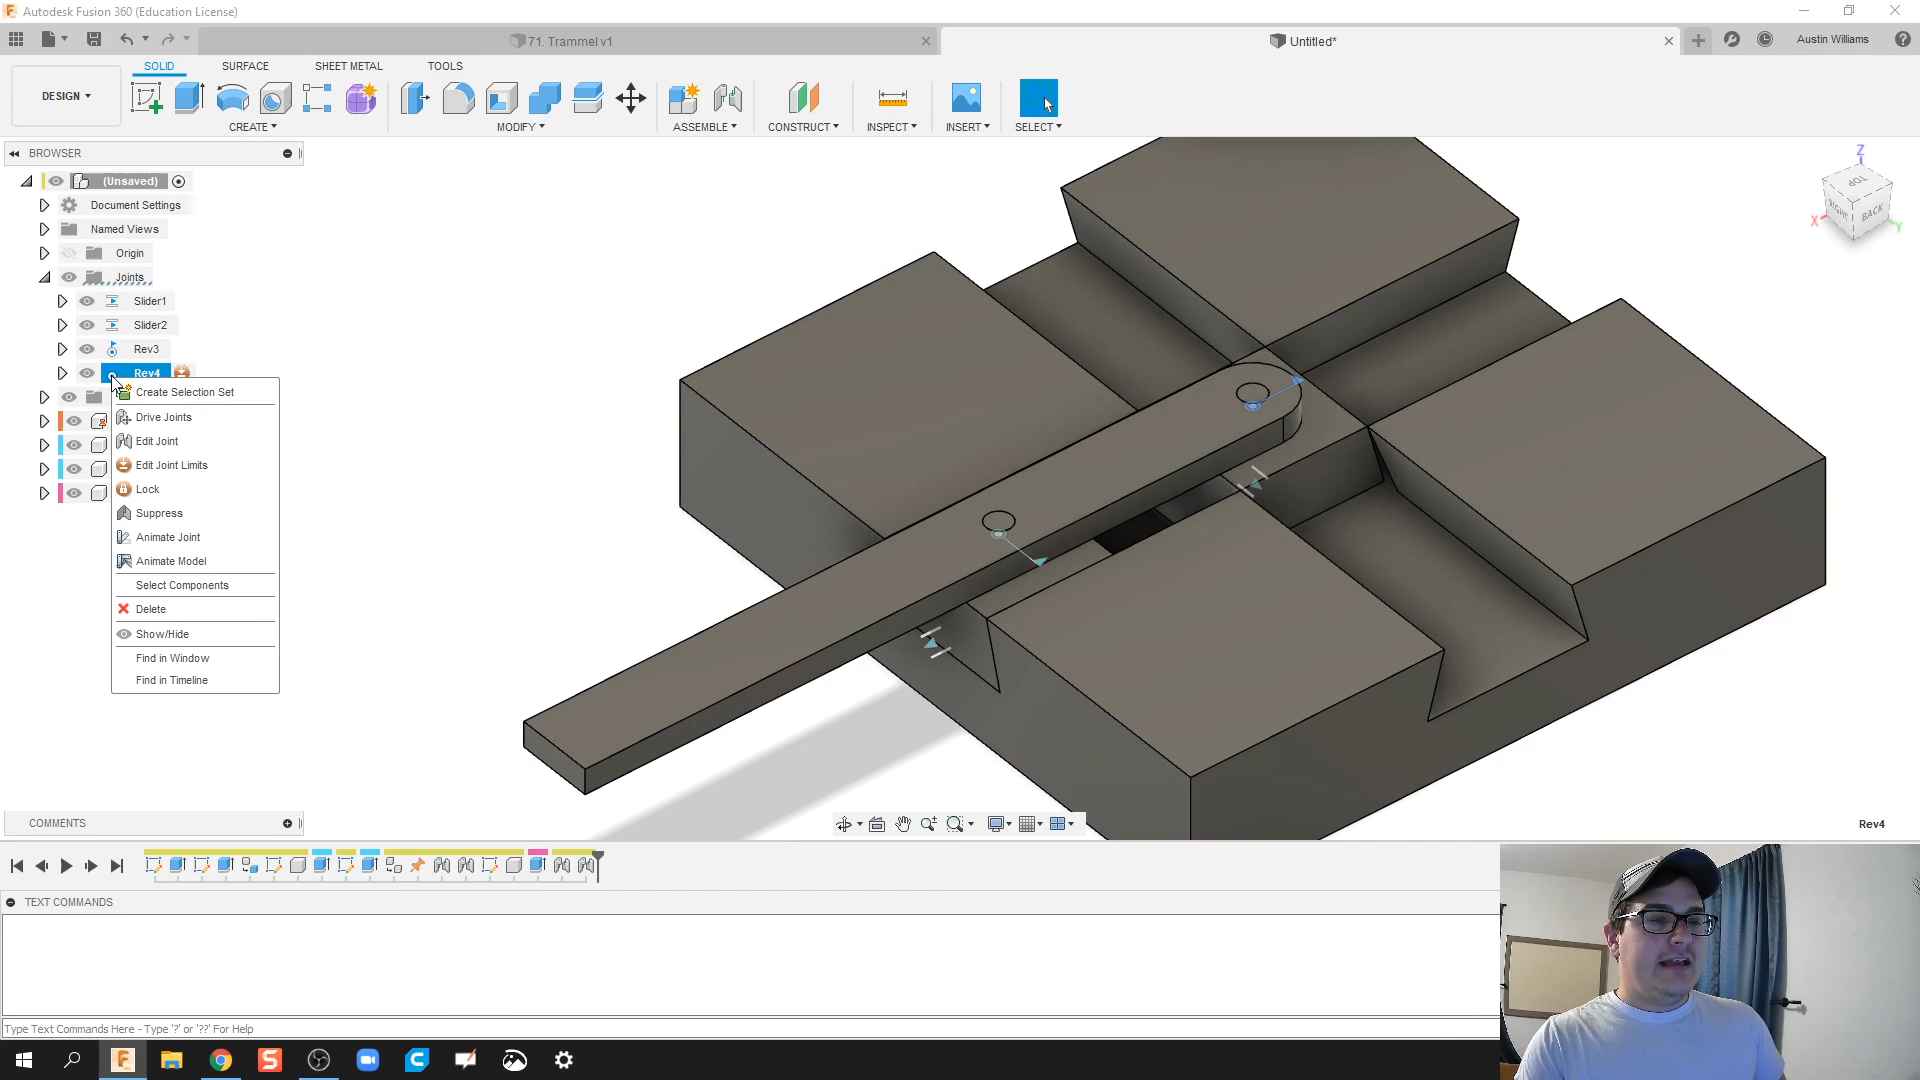 Autodesk Fusion 360 (Education License)
71. Trammel v1
Untitled*
Austin Williams
SOLID SURFACE SHEET METAL TOOLS
DESIGN
CREATE MODIFY ASSEMBLE CONSTRUCT INSPECT INSERT SELECT
BROWSER
(Unsaved)
Document Settings
Named Views
Origin
Joints
Slider1
Slider2
Rev3
Rev4
Create Selection Set
Drive Joints
Edit Joint
Edit Joint Limits
Lock
Suppress
Animate Joint
Animate Model
Select Components
Delete
Show/Hide
Find in Window
Find in Timeline
Z
TOP
RIGHT
BACK
X
Y
COMMENTS
Rev4
TEXT COMMANDS
Type Text Commands Here - Type '?' or '??' For Help